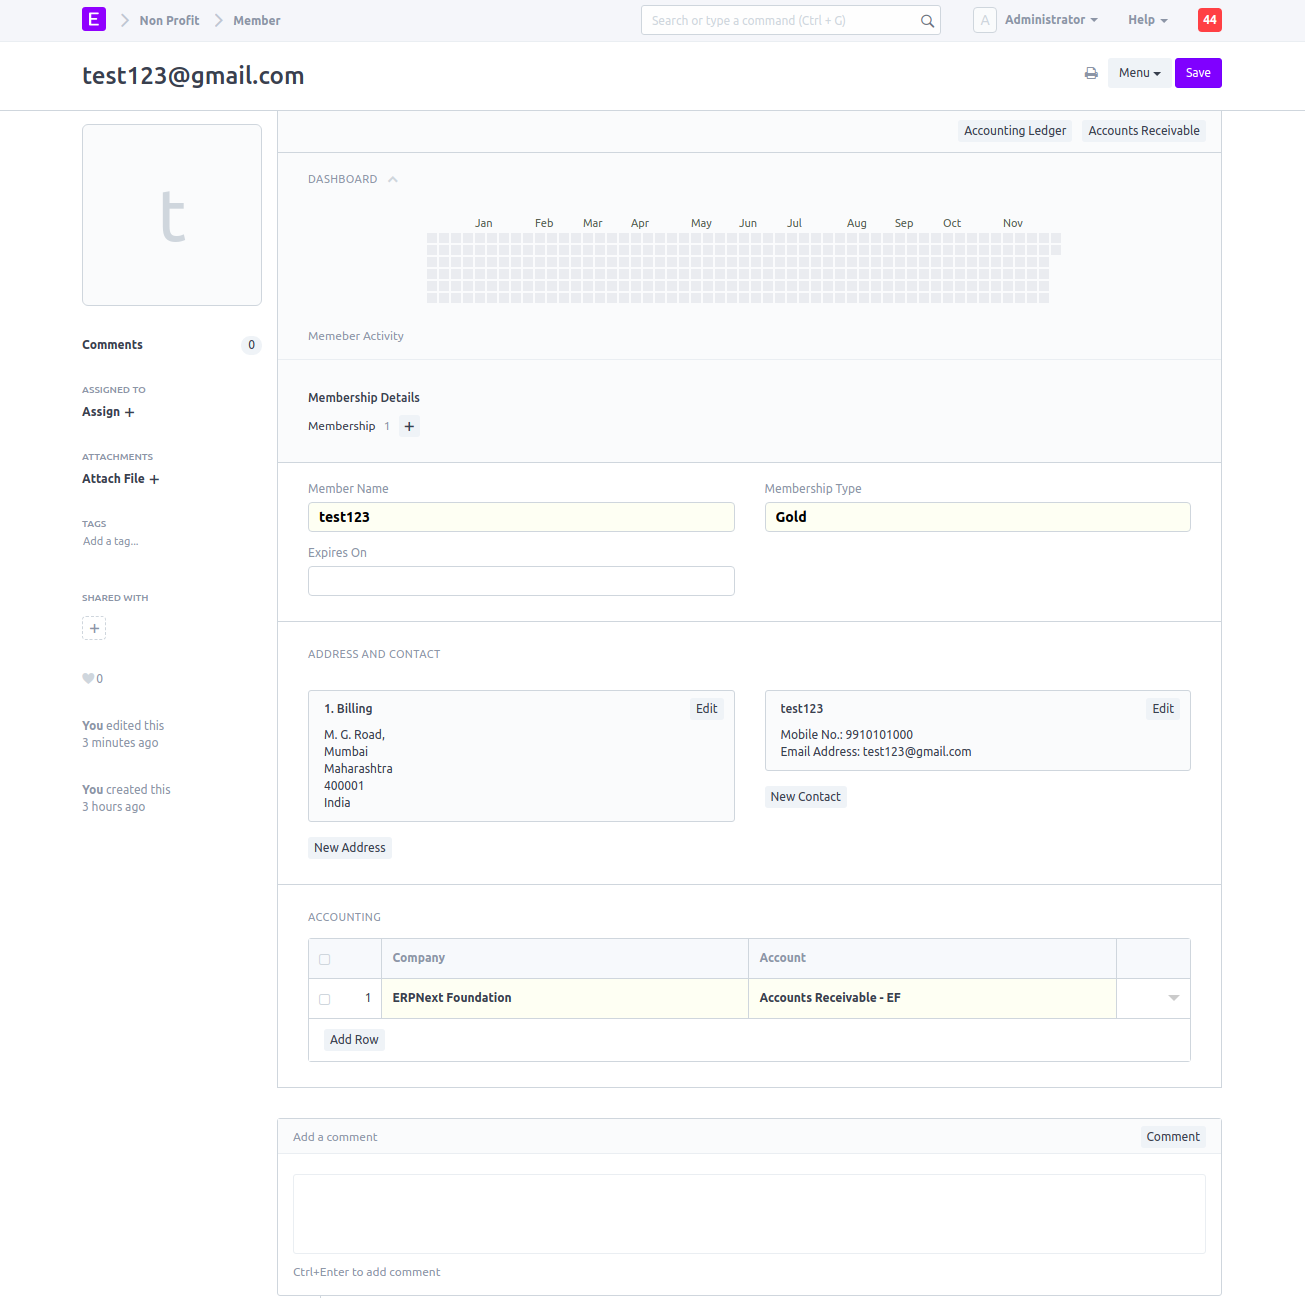 E Non Profit Member Search or type a command (Ctrl + G) A Administrator Help 44
test123@gmail.com Menu Save
t
Comments 0
ASSIGNED TO
Assign +
ATTACHMENTS
Attach File +
TAGS
Add a tag...
SHARED WITH
+
0
You edited this
3 minutes ago
You created this
3 hours ago
Accounting Ledger Accounts Receivable
DASHBOARD
Jan Feb Mar Apr May Jun Jul Aug Sep Oct Nov
Memeber Activity
Membership Details
Membership 1 +
Member Name Membership Type
test123 Gold
Expires On
ADDRESS AND CONTACT
1. Billing Edit
M. G. Road,
Mumbai
Maharashtra
400001
India
New Address
test123 Edit
Mobile No.: 9910101000
Email Address: test123@gmail.com
New Contact
ACCOUNTING
Company Account
1 ERPNext Foundation Accounts Receivable - EF
Add Row
Add a comment Comment
Ctrl+Enter to add comment